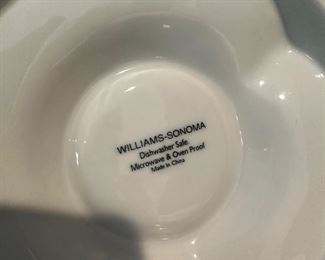 WILLIAMS-SONOMA
Dishwasher Safe
Microwave & Oven Proof
Made In China